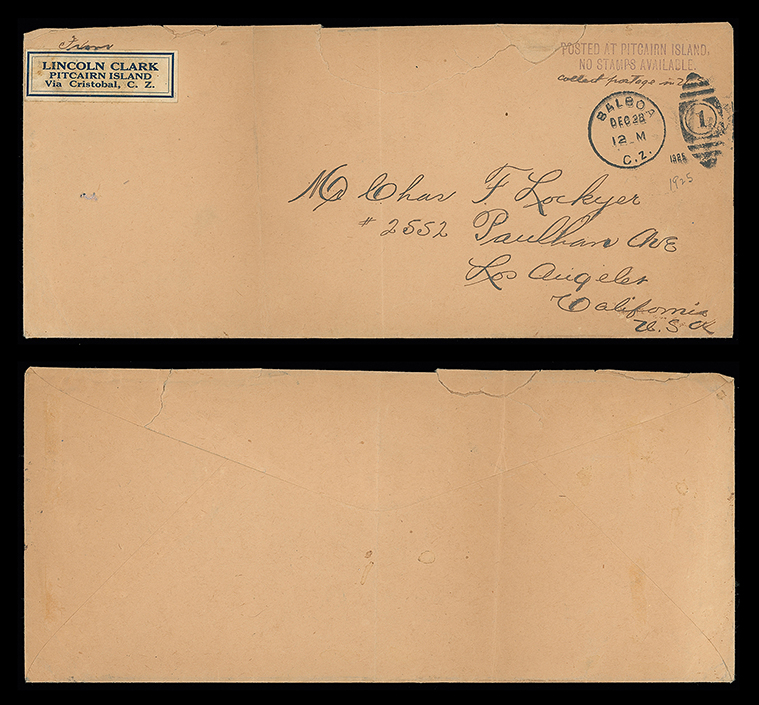 From
LINCOLN CLARK
PITCAIRN ISLAND
Via Cristobal, C. Z.
POSTED AT PITCAIRN ISLAND,
NO STAMPS AVAILABLE.
collect postage in
BALBOA
DEC 28
12 M
C.Z.
1
1925
Mr Chas F Lockyer
# 2552 Paulhan Ave
Los Angeles
California
U.S.A